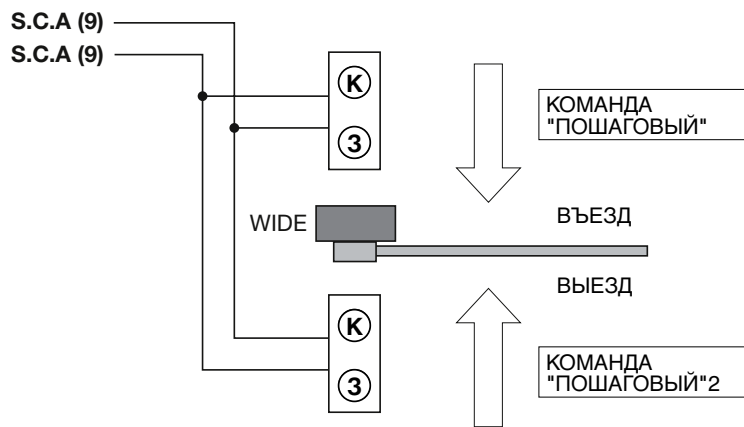 S.C.A (9)
S.C.A (9)
К
З
КОМАНДА
"ПОШАГОВЫЙ"
WIDE
ВЪЕЗД
ВЫЕЗД
К
З
КОМАНДА
"ПОШАГОВЫЙ"2